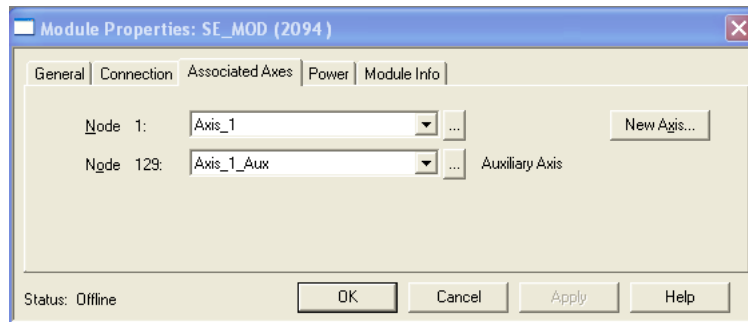 Module Properties: SE_MOD (2094)
General Connection Associated Axes Power Module Info
Node 1: Axis_1 ... New Axis...
Node 129: Axis_1_Aux ... Auxiliary Axis
Status: Offline OK Cancel Apply Help